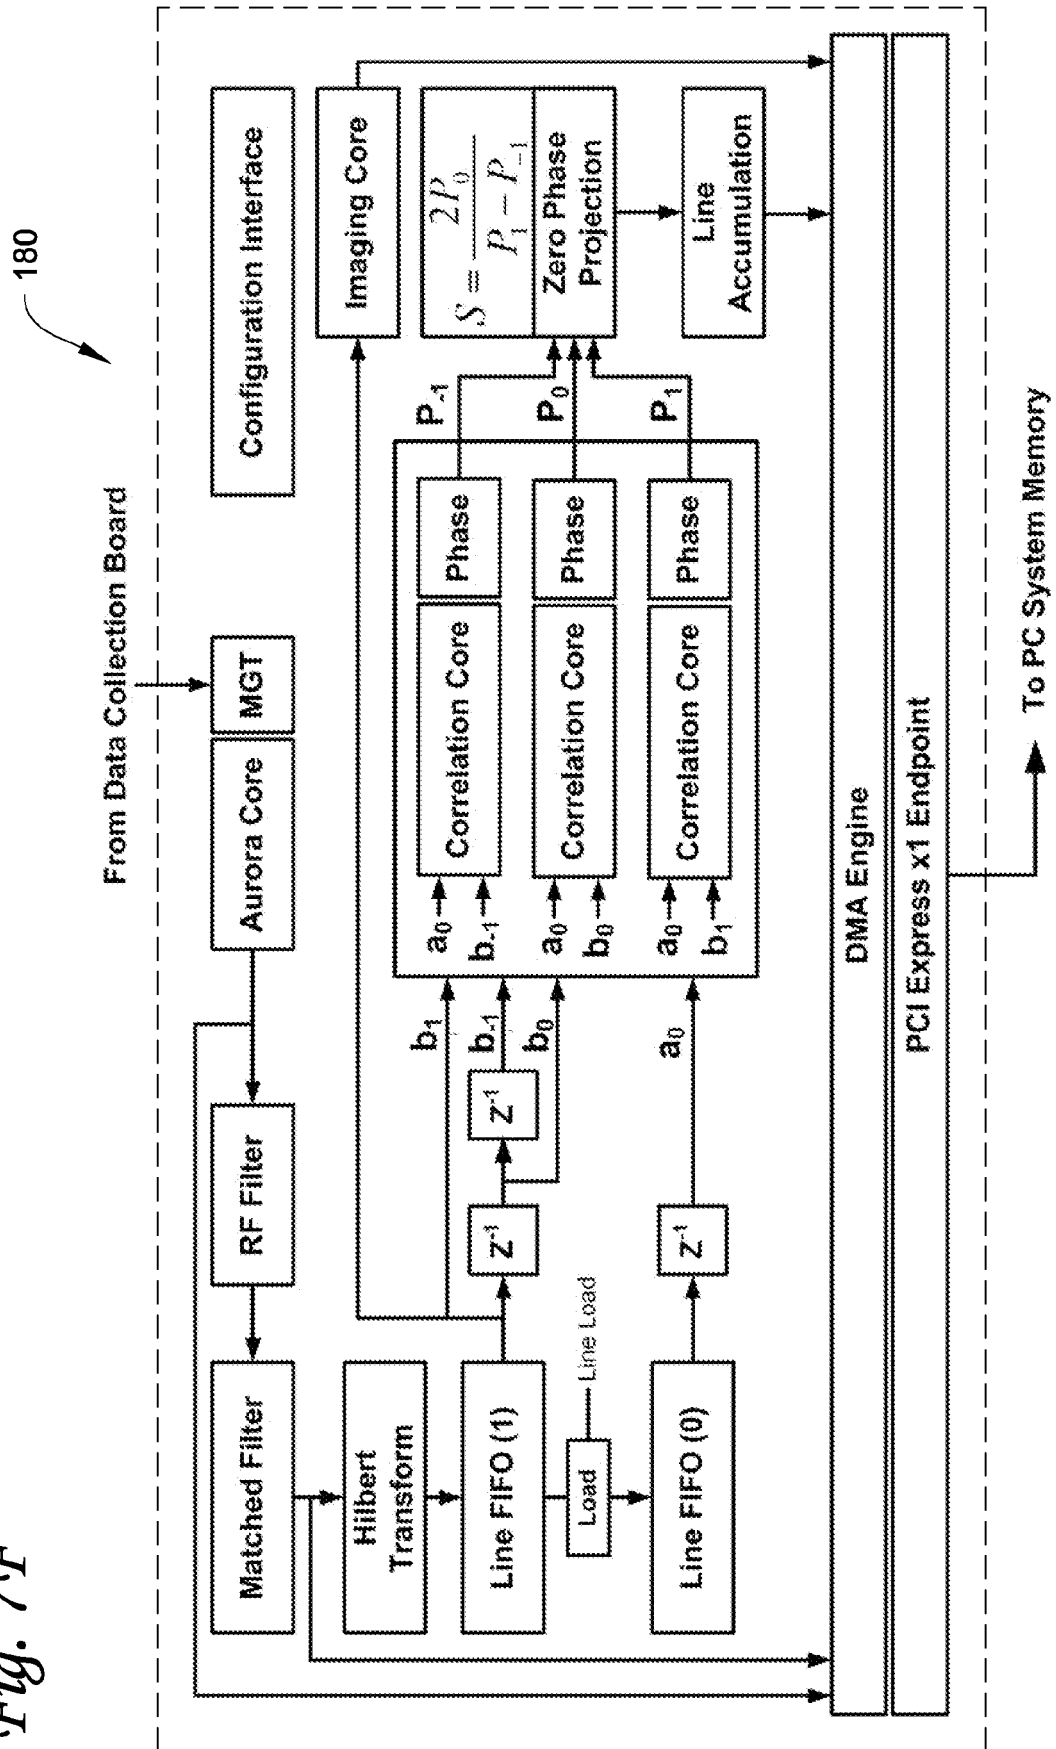 Fig. 7F
180
From Data Collection Board
To PC System Memory
Matched Filter
RF Filter
Aurora Core
MGT
Configuration Interface
Hilbert
Transform
Imaging Core
Line FIFO (1)
Z⁻¹
Z⁻¹
b₁
b₋₁
b₀
Load
Line Load
Line FIFO (0)
Z⁻¹
a₀
a₀
b₋₁
Correlation Core
Phase
P₋₁
a₀
b₀
Correlation Core
Phase
P₀
a₀
b₁
Correlation Core
Phase
P₁
S = 2P₀ / (P₁ − P₋₁)
Zero Phase
Projection
Line
Accumulation
DMA Engine
PCI Express x1 Endpoint